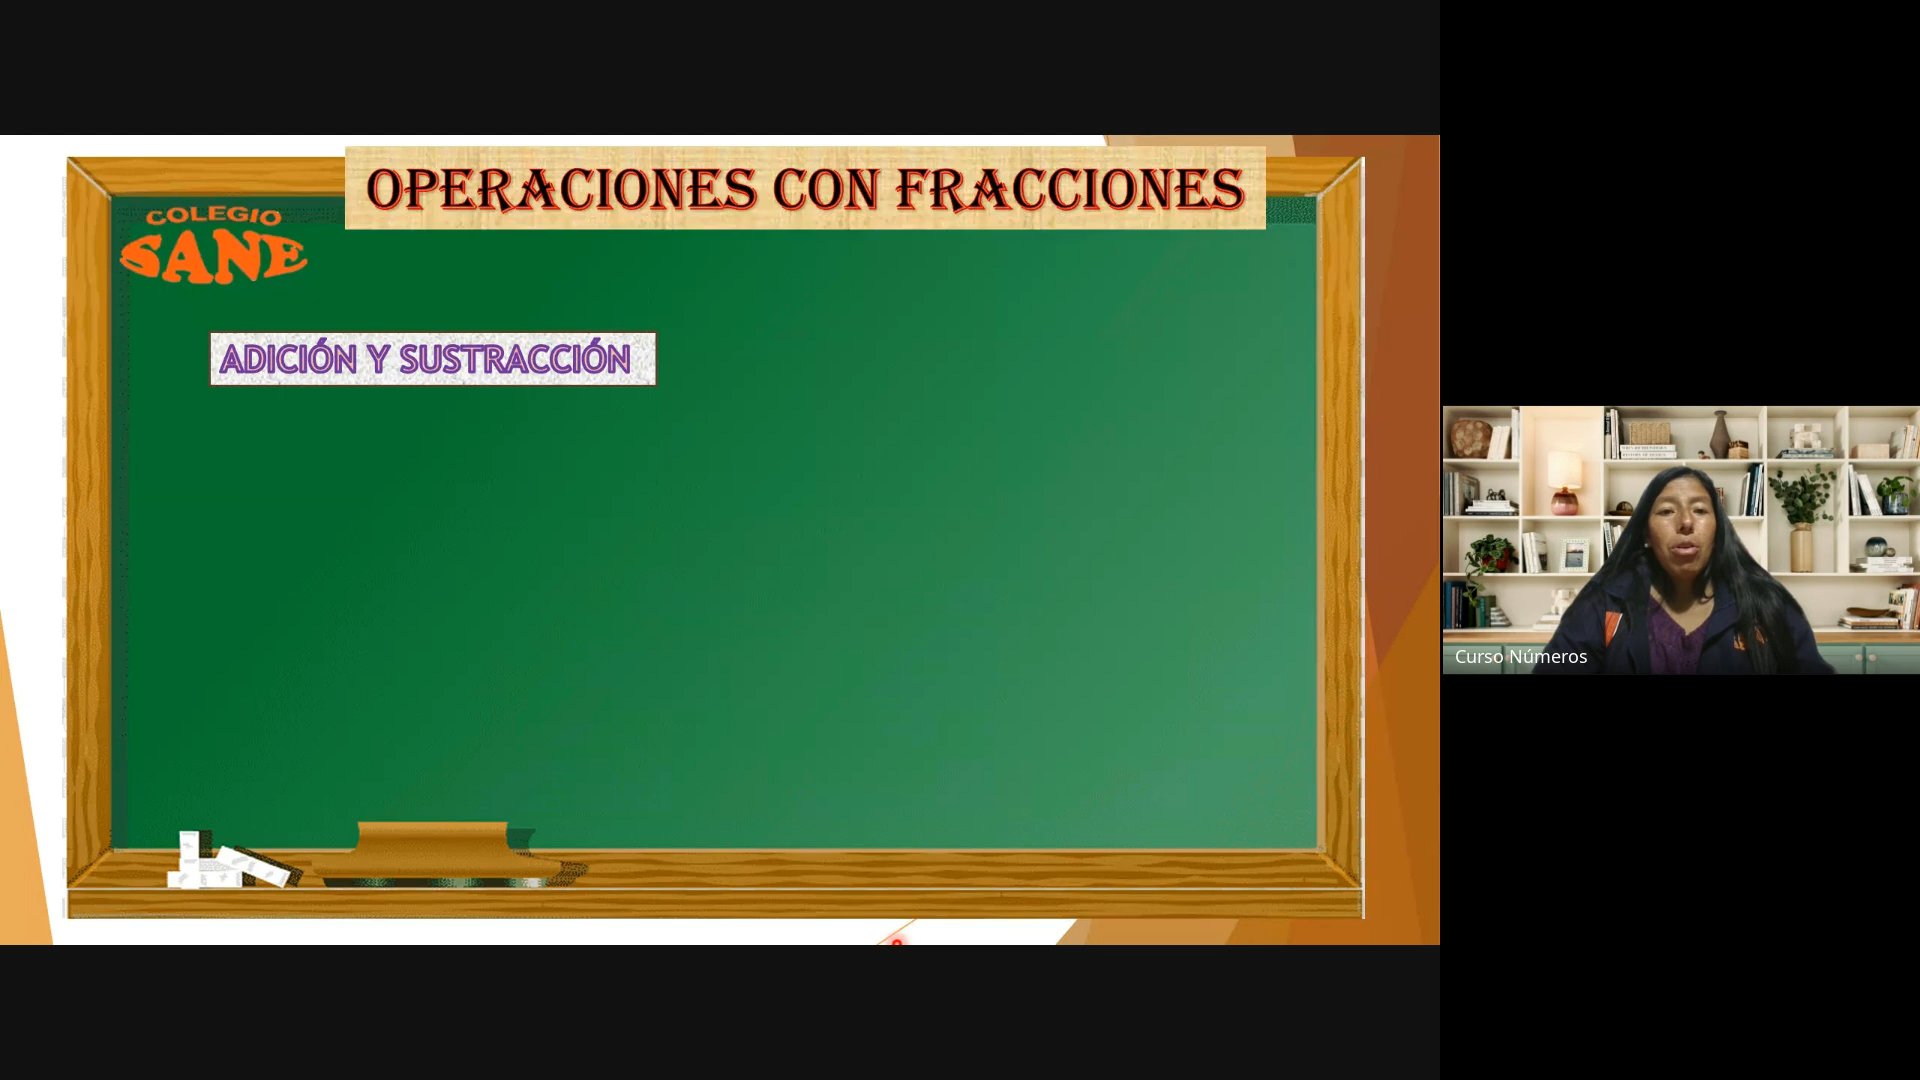 OPERACIONES CON FRACCIONES
COLEGIO
SANE
ADICIÓN Y SUSTRACCIÓN
Curso Números